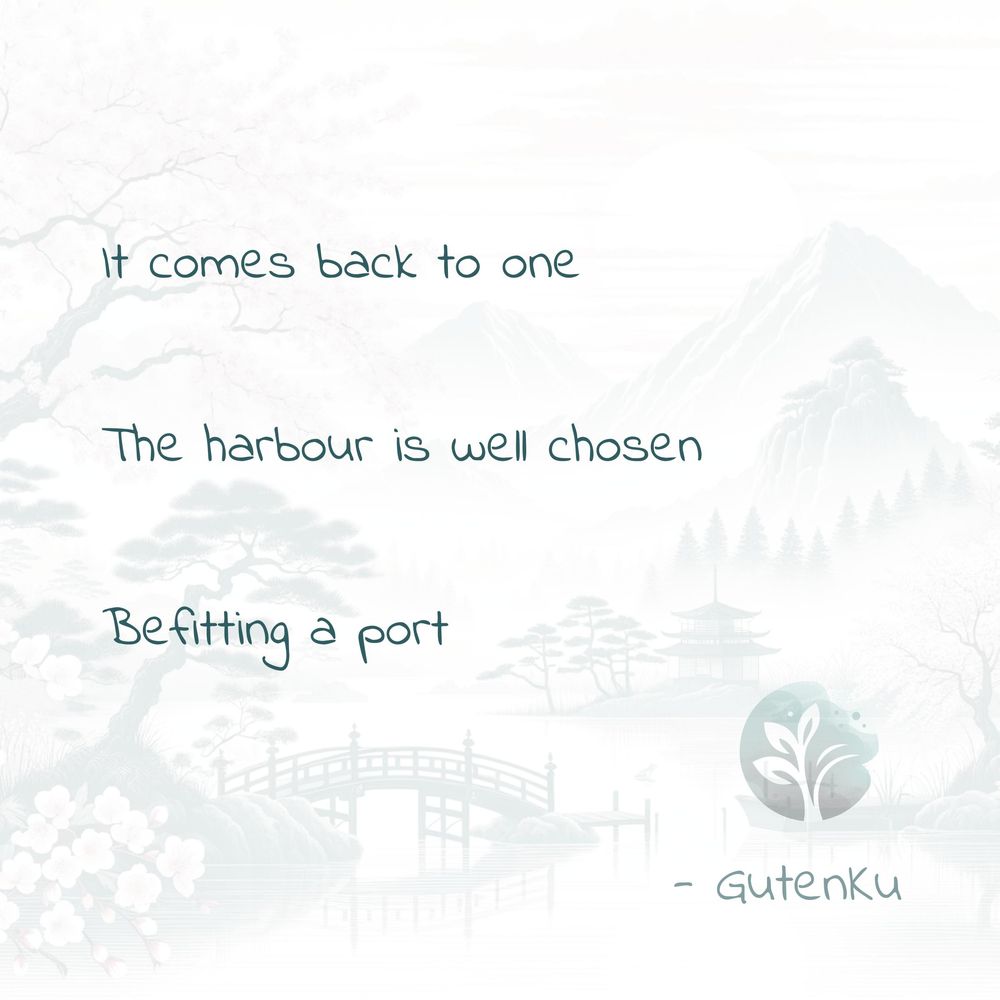 It comes back to one
The harbour is well chosen
Befitting a port
- GutenKu